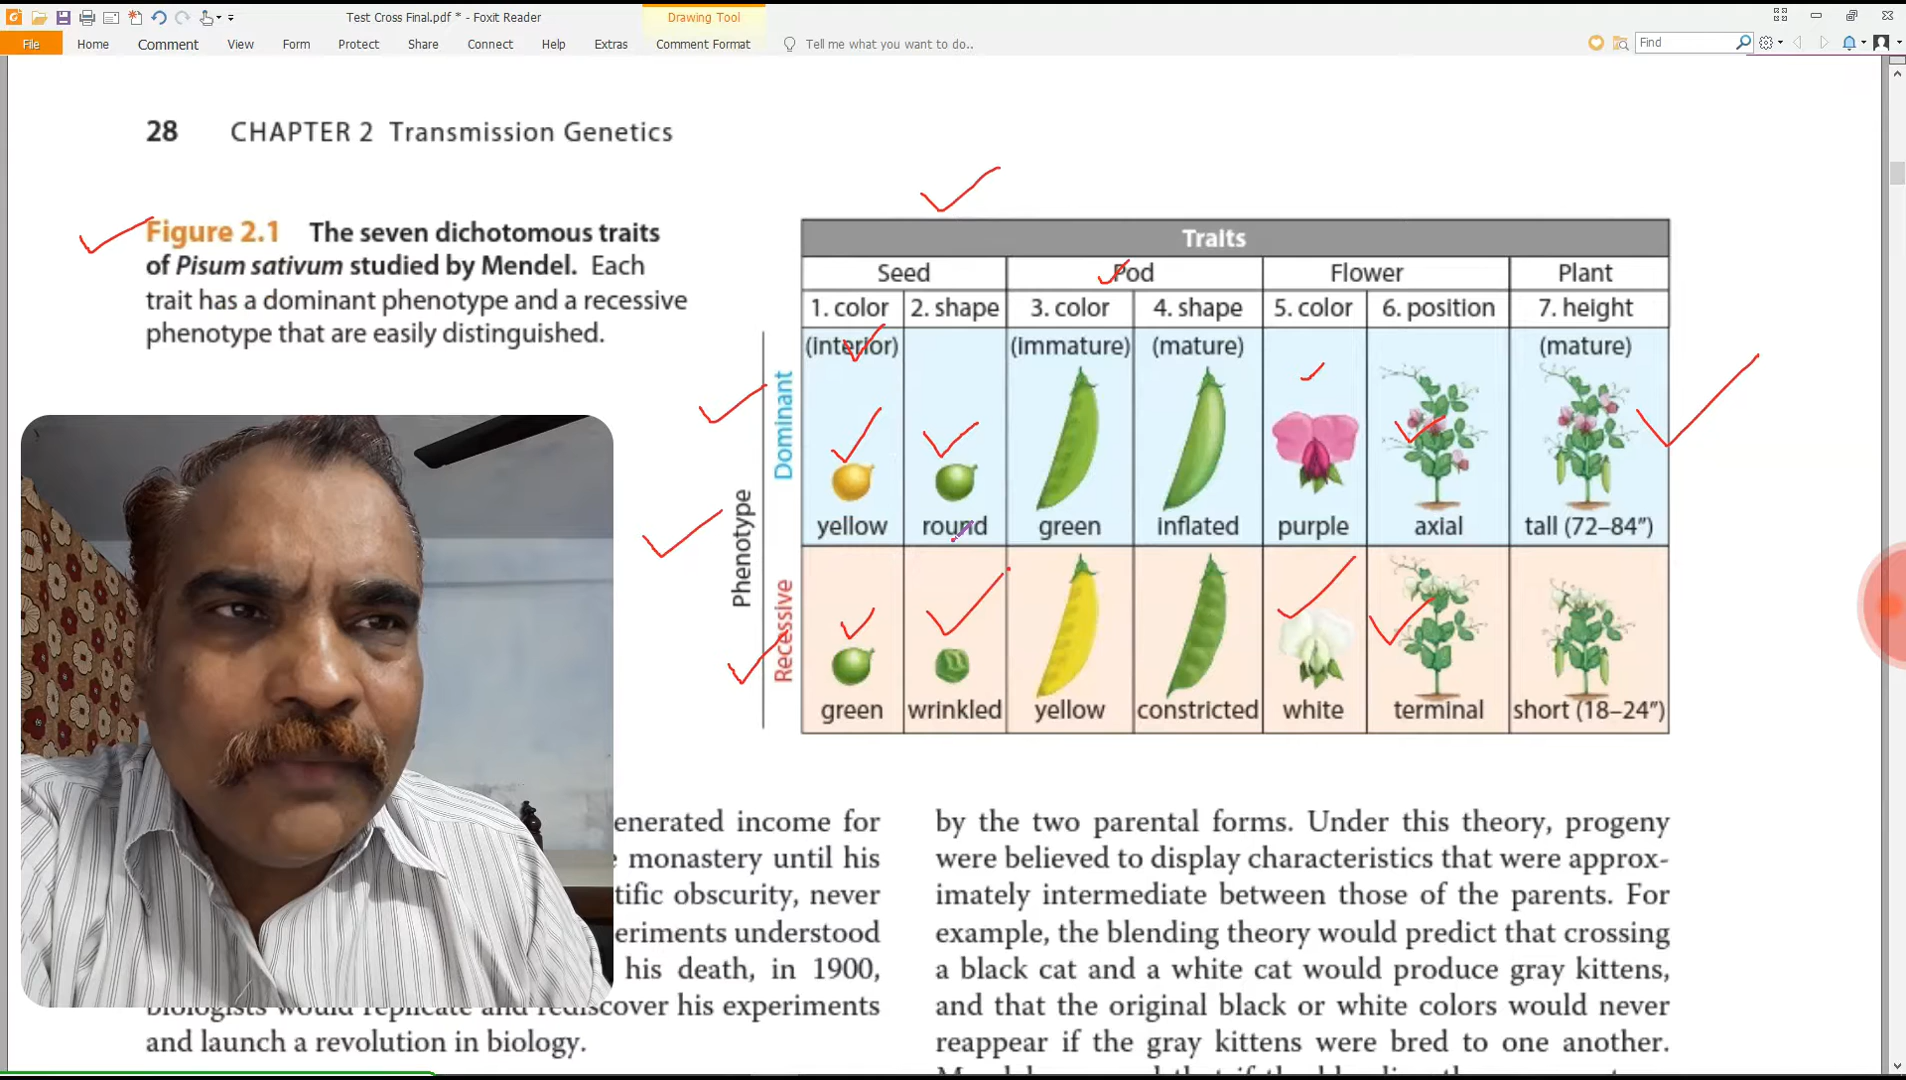 Test Cross Final.pdf * - Foxit Reader
Drawing Tool
File Home Comment View Form Protect Share Connect Help Extras Comment Format Tell me what you want to do.. Find
28 CHAPTER 2 Transmission Genetics
Figure 2.1 The seven dichotomous traits
of Pisum sativum studied by Mendel. Each
trait has a dominant phenotype and a recessive
phenotype that are easily distinguished.
Traits
Seed Pod Flower Plant
1. color 2. shape 3. color 4. shape 5. color 6. position 7. height
(interior) (immature) (mature) (mature)
Phenotype
Dominant
yellow round green inflated purple axial tall (72–84″)
Recessive
green wrinkled yellow constricted white terminal short (18–24″)
enerated income for
monastery until his
tific obscurity, never
eriments understood
his death, in 1900,
biologists would replicate and rediscover his experiments
and launch a revolution in biology.
by the two parental forms. Under this theory, progeny
were believed to display characteristics that were approx-
imately intermediate between those of the parents. For
example, the blending theory would predict that crossing
a black cat and a white cat would produce gray kittens,
and that the original black or white colors would never
reappear if the gray kittens were bred to one another.